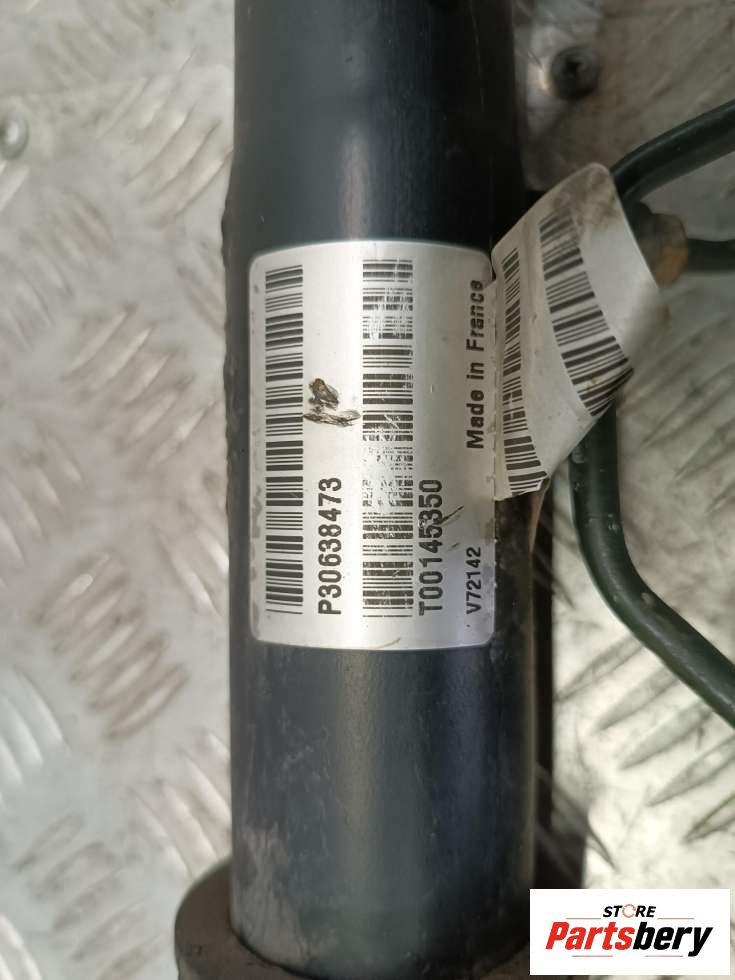 P30638473
T00145350
V72142
Made in France
STORE
Partsbery